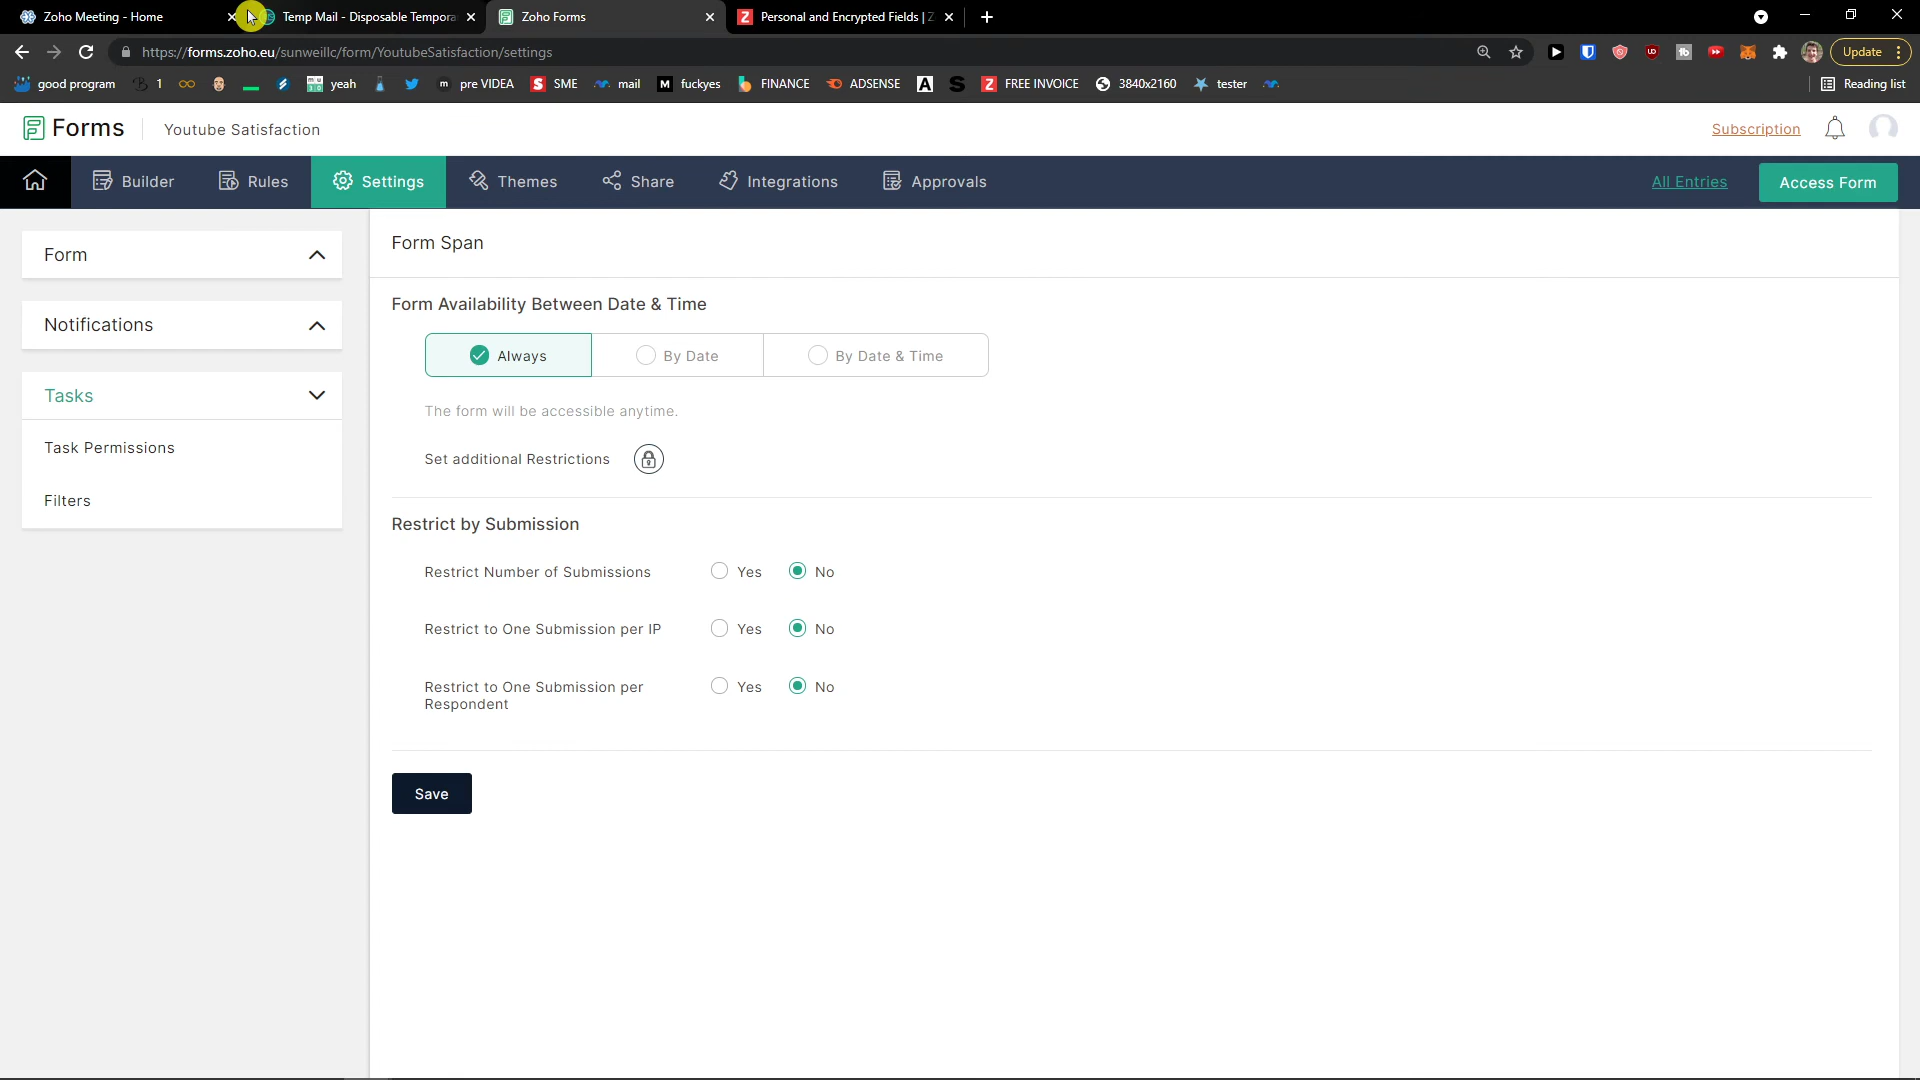 Zoho Meeting - Home
Temp Mail - Disposable Tempora
Zoho Forms
Personal and Encrypted Fields | Z
https://forms.zoho.eu/sunweillc/form/YoutubeSatisfaction/settings
Update
good program
1
yeah
pre VIDEA
SME
mail
fuckyes
FINANCE
ADSENSE
FREE INVOICE
3840x2160
tester
Reading list
Forms
Youtube Satisfaction
Subscription
Builder
Rules
Settings
Themes
Share
Integrations
Approvals
All Entries
Access Form
Form
Notifications
Tasks
Task Permissions
Filters
Form Span
Form Availability Between Date & Time
Always
By Date
By Date & Time
The form will be accessible anytime.
Set additional Restrictions
Restrict by Submission
Restrict Number of Submissions
Yes
No
Restrict to One Submission per IP
Yes
No
Restrict to One Submission per
Respondent
Yes
No
Save